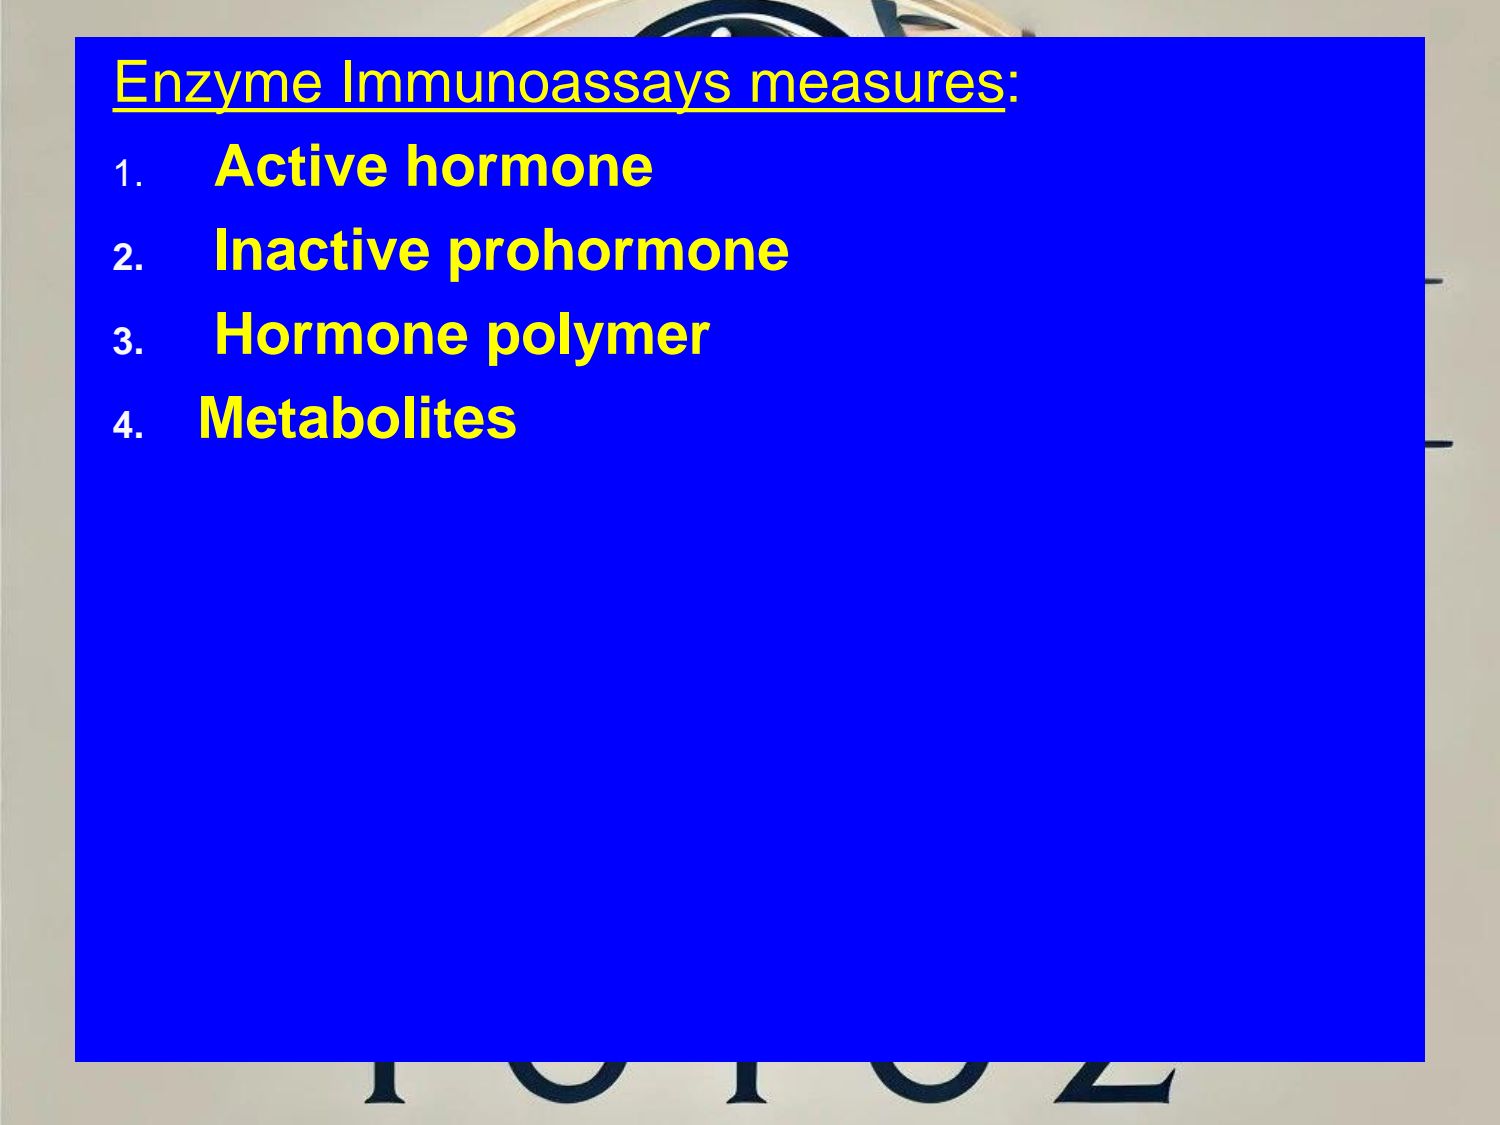 Enzyme Immunoassays measures:
1. Active hormone
2. Inactive prohormone
3. Hormone polymer
4. Metabolites